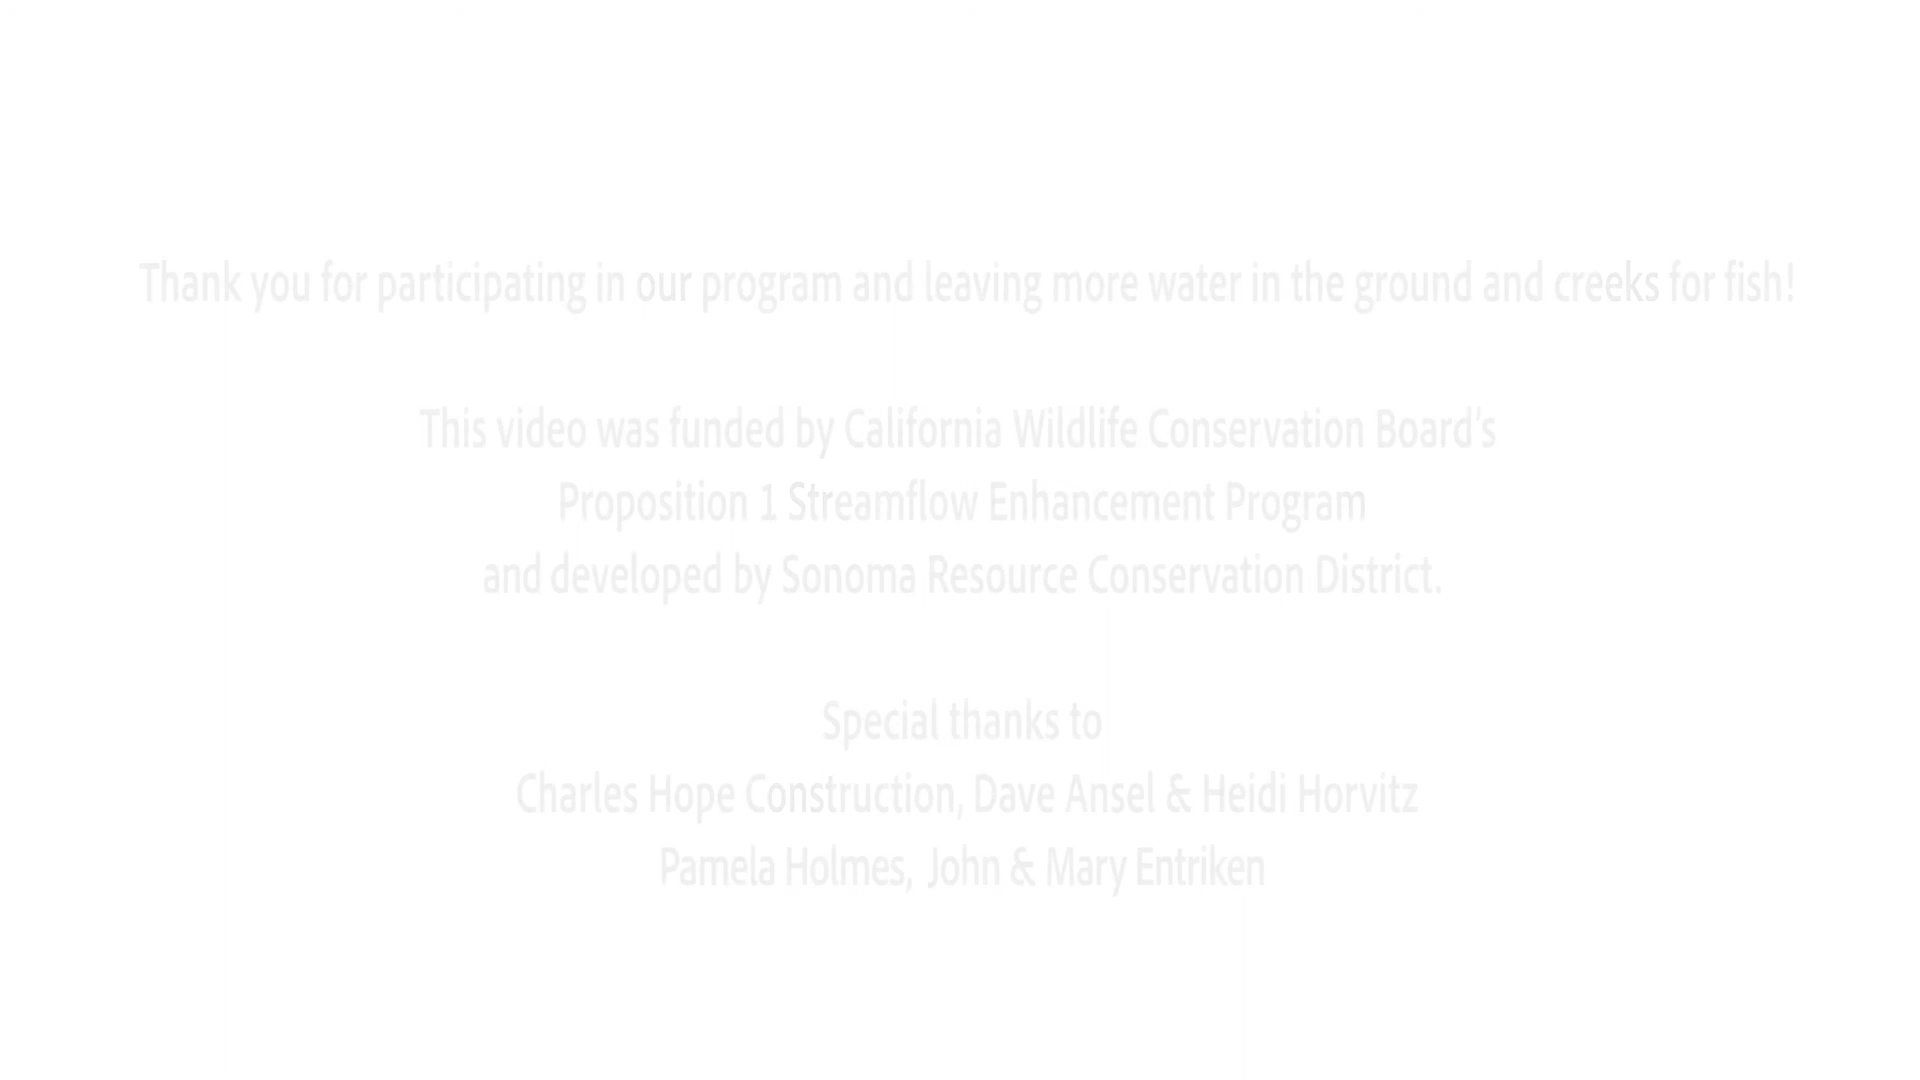 Thank you for participating in our program and leaving more water in the ground and creeks for fish!
This video was funded by California Wildlife Conservation Board's
Proposition 1 Streamflow Enhancement Program
and developed by Sonoma Resource Conservation District.
Special thanks to
Charles Hope Construction, Dave Ansel & Heidi Horvitz
Pamela Holmes, John & Mary Entriken